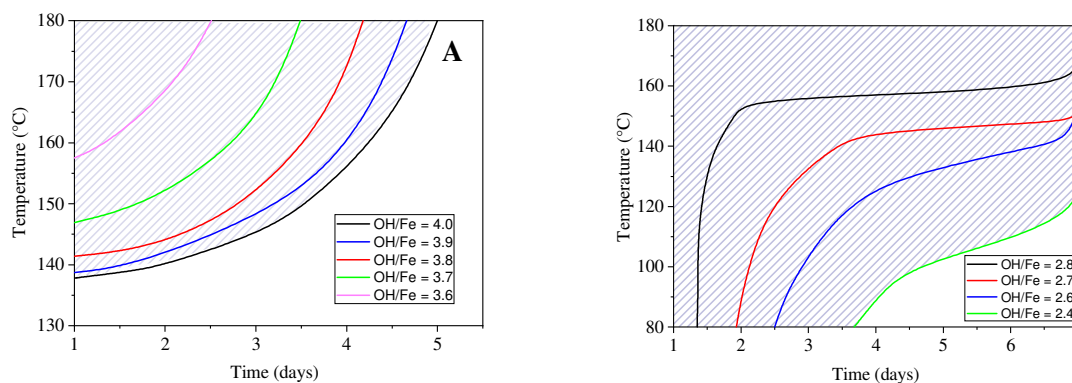 180
170
160
150
140
130
Temperature (°C)
A
OH/Fe = 4.0
OH/Fe = 3.9
OH/Fe = 3.8
OH/Fe = 3.7
OH/Fe = 3.6
1 2 3 4 5
Time (days)
180
160
140
120
100
80
Temperature (°C)
OH/Fe = 2.8
OH/Fe = 2.7
OH/Fe = 2.6
OH/Fe = 2.4
1 2 3 4 5 6
Time (days)